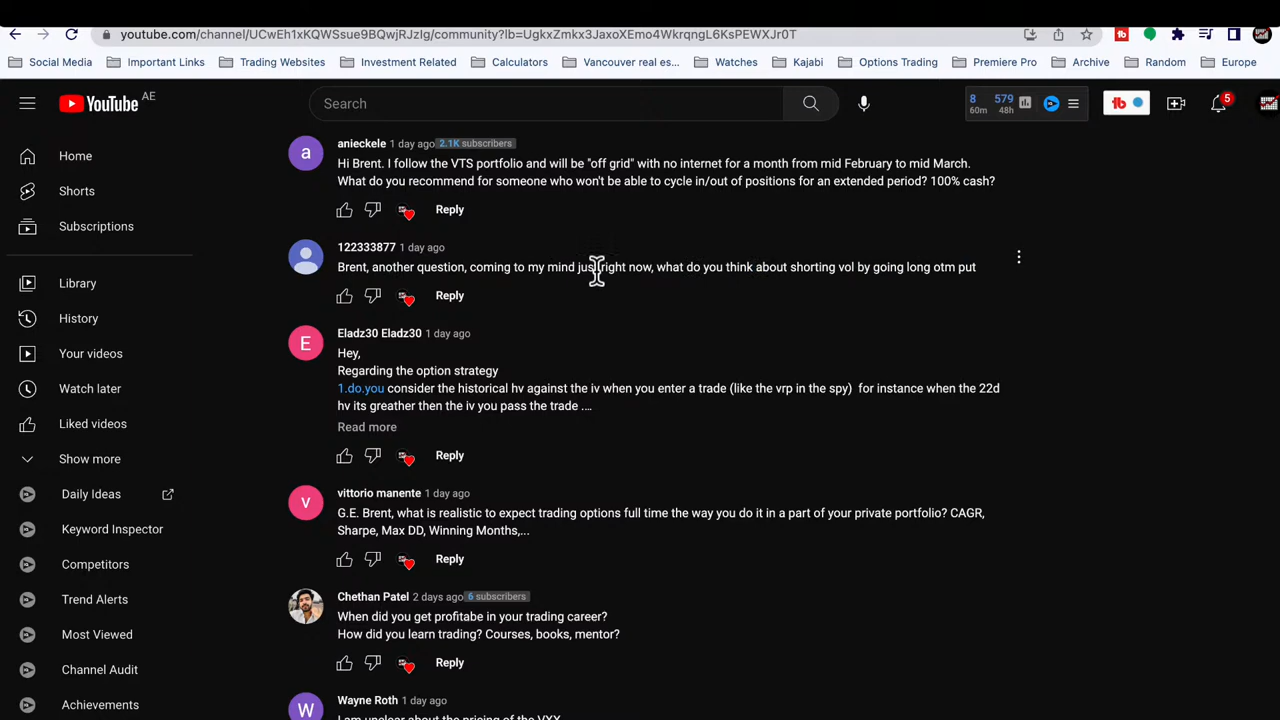 youtube.com/channel/UCwEh1xKQWSsue9BQwjRJzIg/community?lb=UgkxZmkx3JaxoXEmo4WkrqngL6KsPEWXJr0T
Social Media Important Links Trading Websites Investment Related Calculators Vancouver real es... Watches Kajabi Options Trading Premiere Pro Archive Random Europe
YouTube AE
Search
8 60m 579 48h
tb
5
Home
Shorts
Subscriptions
Library
History
Your videos
Watch later
Liked videos
Show more
Daily Ideas
Keyword Inspector
Competitors
Trend Alerts
Most Viewed
Channel Audit
Achievements
a
anieckele 1 day ago 2.1K subscribers
Hi Brent. I follow the VTS portfolio and will be "off grid" with no internet for a month from mid February to mid March.
What do you recommend for someone who won't be able to cycle in/out of positions for an extended period? 100% cash?
Reply
122333877 1 day ago
Brent, another question, coming to my mind just right now, what do you think about shorting vol by going long otm put
Reply
E
Eladz30 Eladz30 1 day ago
Hey,
Regarding the option strategy
1.do.you consider the historical hv against the iv when you enter a trade (like the vrp in the spy) for instance when the 22d
hv its greather then the iv you pass the trade ...
Read more
Reply
V
vittorio manente 1 day ago
G.E. Brent, what is realistic to expect trading options full time the way you do it in a part of your private portfolio? CAGR,
Sharpe, Max DD, Winning Months,...
Reply
Chethan Patel 2 days ago 6 subscribers
When did you get profitabe in your trading career?
How did you learn trading? Courses, books, mentor?
Reply
Wayne Roth 1 day ago
I am unclear about the pricing of the VXX